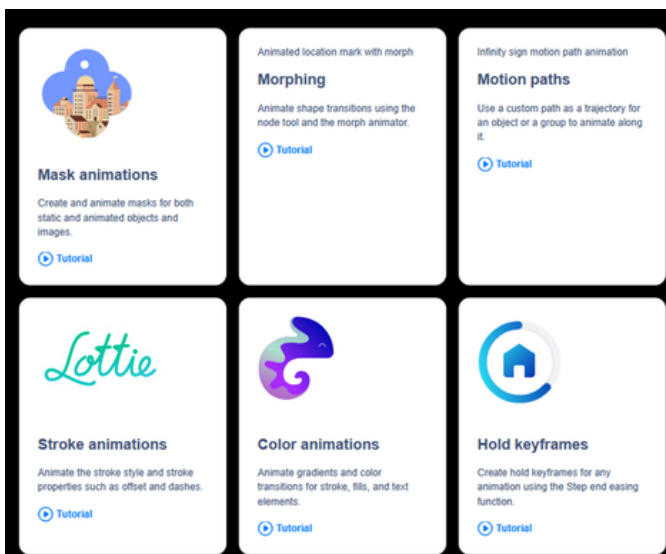 Mask animations
Create and animate masks for both
static and animated objects and
images.
Tutorial
Animated location mark with morph
Morphing
Animate shape transitions using the
node tool and the morph animator.
Tutorial
Infinity sign motion path animation
Motion paths
Use a custom path as a trajectory for
an object or a group to animate along
it.
Tutorial
Lottie
Stroke animations
Animate the stroke style and stroke
properties such as offset and dashes.
Tutorial
Color animations
Animate gradients and color
transitions for stroke, fills, and text
elements.
Tutorial
Hold keyframes
Create hold keyframes for any
animation using the Step end easing
function.
Tutorial